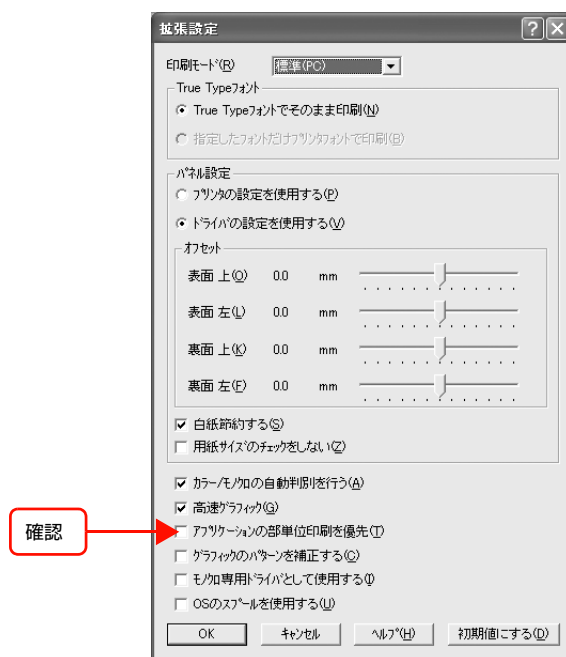 拡張設定
印刷ﾓｰﾄﾞ(R) 標準(PC)
True Typeﾌｫﾝﾄ
True Typeﾌｫﾝﾄでそのまま印刷(N)
指定したﾌｫﾝﾄだけﾌﾟﾘﾝﾀﾌｫﾝﾄで印刷(B)
ﾊﾟﾈﾙ設定
ﾌﾟﾘﾝﾀの設定を使用する(P)
ﾄﾞﾗｲﾊﾞの設定を使用する(V)
ｵﾌｾｯﾄ
表面 上(O) 0.0 mm
表面 左(L) 0.0 mm
裏面 上(K) 0.0 mm
裏面 左(F) 0.0 mm
白紙節約する(S)
用紙ｻｲｽﾞのﾁｪｯｸをしない(Z)
ｶﾗｰ/ﾓﾉｸﾛの自動判別を行う(A)
高速ｸﾞﾗﾌｨｯｸ(G)
確認
ｱﾌﾟﾘｹｰｼｮﾝの部単位印刷を優先(T)
ｸﾞﾗﾌｨｯｸのﾊﾟﾀｰﾝを補正する(C)
ﾓﾉｸﾛ専用ﾄﾞﾗｲﾊﾞとして使用する(I)
OSのｽﾌﾟｰﾙを使用する(U)
OK ｷｬﾝｾﾙ ﾍﾙﾌﾟ(H) 初期値にする(D)